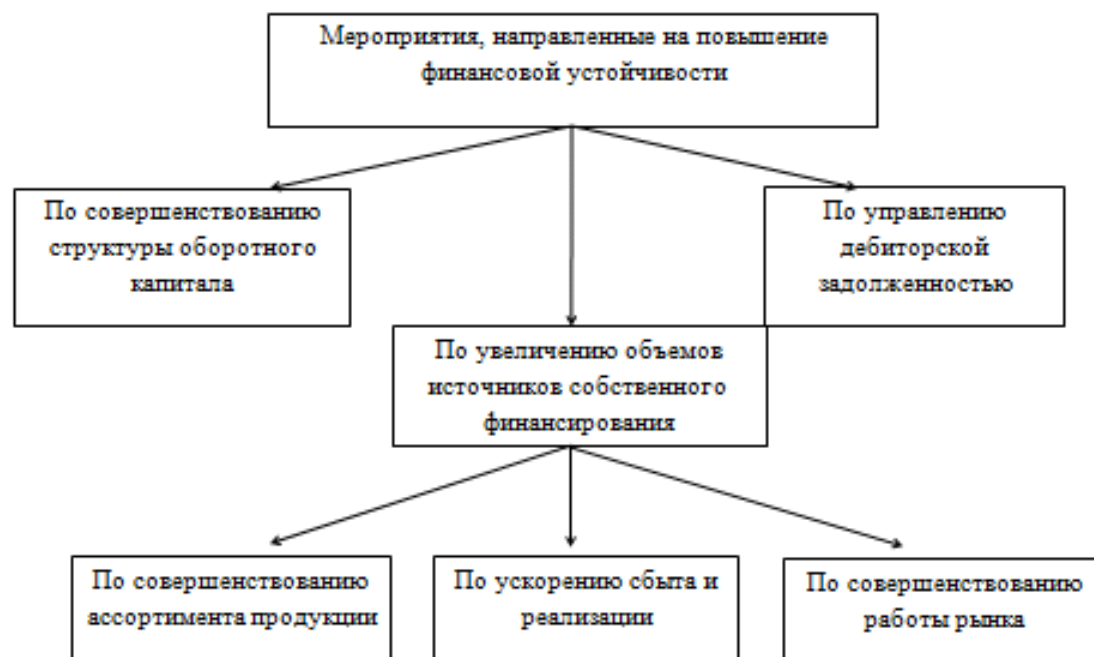 Мероприятия, направленные на повышение
финансовой устойчивости
По совершенствованию
структуры оборотного
капитала
По управлению
дебиторской
задолженностью
По увеличению объемов
источников собственного
финансирования
По совершенствованию
ассортимента продукции
По ускорению сбыта и
реализации
По совершенствованию
работы рынка